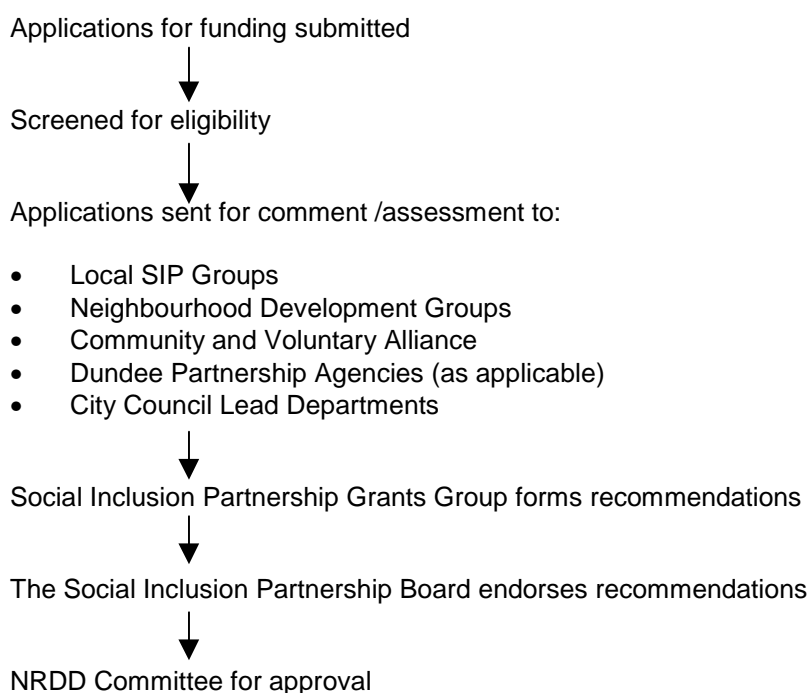 Applications for funding submitted
Screened for eligibility
Applications sent for comment /assessment to:
• Local SIP Groups
• Neighbourhood Development Groups
• Community and Voluntary Alliance
• Dundee Partnership Agencies (as applicable)
• City Council Lead Departments
Social Inclusion Partnership Grants Group forms recommendations
The Social Inclusion Partnership Board endorses recommendations
NRDD Committee for approval